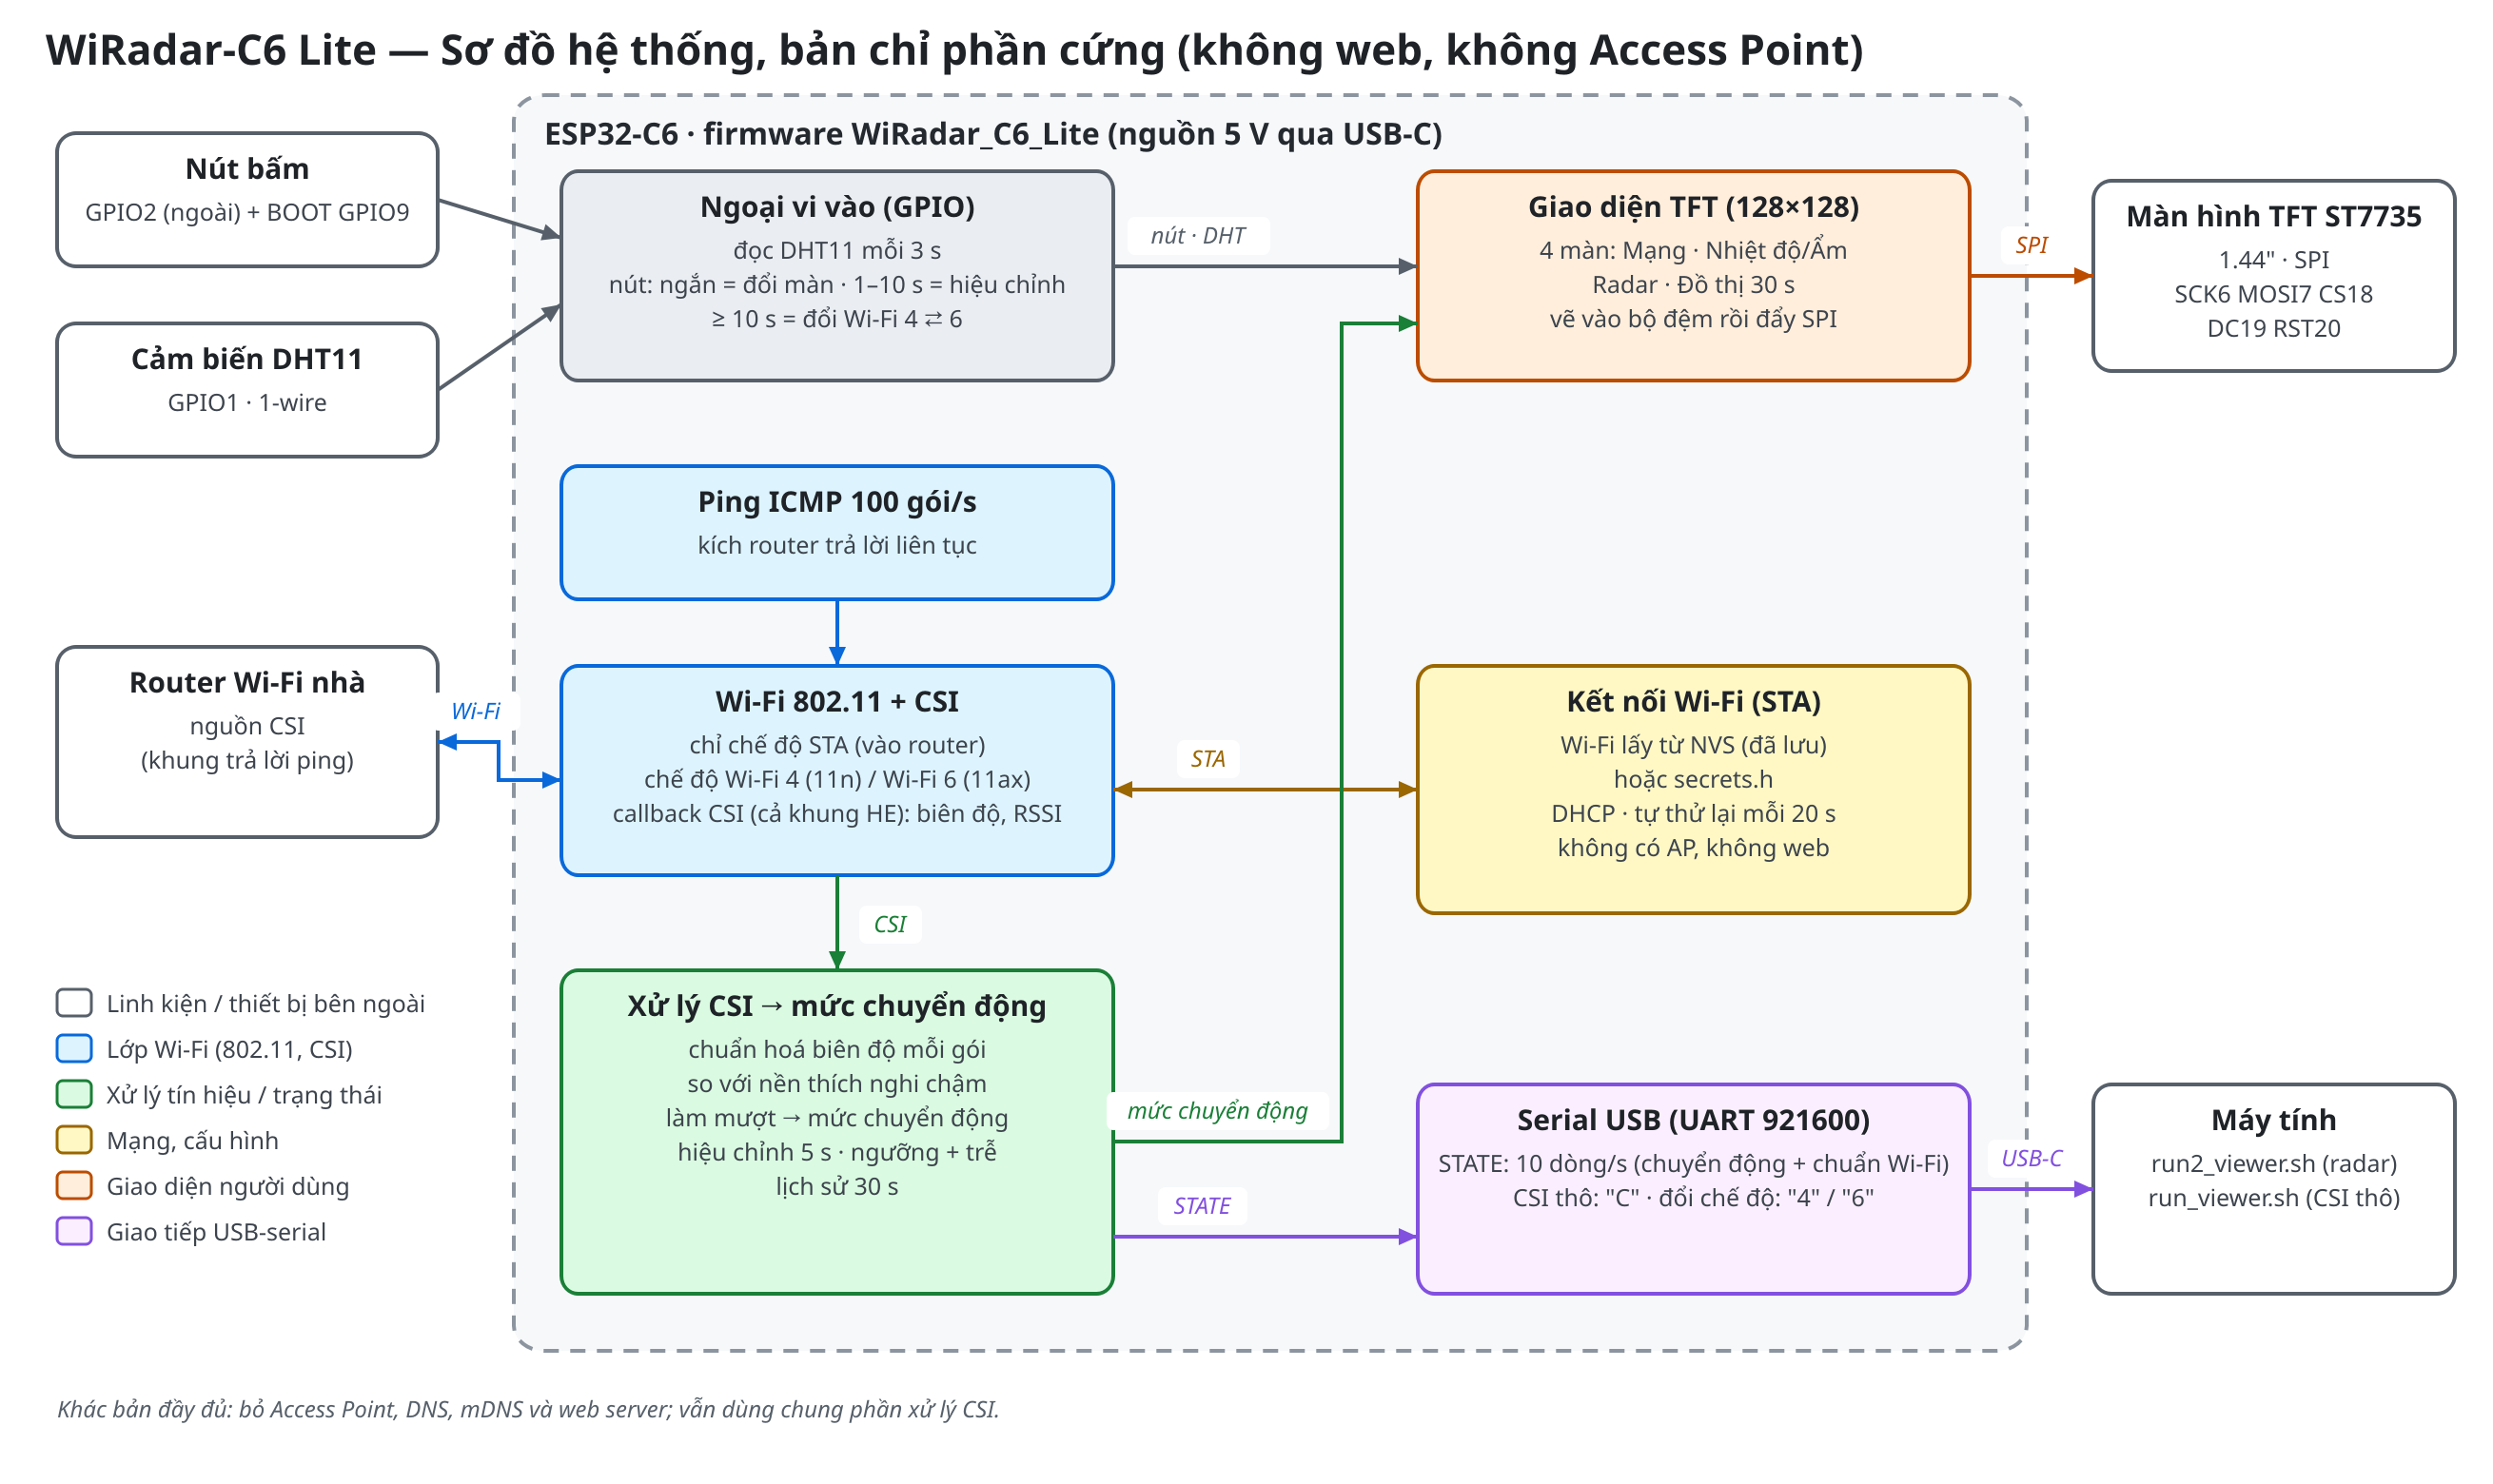 WiRadar-C6 Lite — Sơ đồ hệ thống, bản chỉ phần cứng (không web, không Access Point)
ESP32-C6 · firmware WiRadar_C6_Lite (nguồn 5 V qua USB-C)
Nút bấm
GPIO2 (ngoài) + BOOT GPIO9
Cảm biến DHT11
GPIO1 · 1-wire
Ngoại vi vào (GPIO)
đọc DHT11 mỗi 3 s
nút: ngắn = đổi màn · 1–10 s = hiệu chỉnh
≥ 10 s = đổi Wi-Fi 4 ⇄ 6
nút · DHT
Giao diện TFT (128×128)
4 màn: Mạng · Nhiệt độ/Ẩm
Radar · Đồ thị 30 s
vẽ vào bộ đệm rồi đẩy SPI
SPI
Màn hình TFT ST7735
1.44" · SPI
SCK6 MOSI7 CS18
DC19 RST20
Ping ICMP 100 gói/s
kích router trả lời liên tục
Router Wi-Fi nhà
nguồn CSI
(khung trả lời ping)
Wi-Fi
Wi-Fi 802.11 + CSI
chỉ chế độ STA (vào router)
chế độ Wi-Fi 4 (11n) / Wi-Fi 6 (11ax)
callback CSI (cả khung HE): biên độ, RSSI
STA
Kết nối Wi-Fi (STA)
Wi-Fi lấy từ NVS (đã lưu)
hoặc secrets.h
DHCP · tự thử lại mỗi 20 s
không có AP, không web
CSI
Xử lý CSI → mức chuyển động
chuẩn hoá biên độ mỗi gói
so với nền thích nghi chậm
làm mượt → mức chuyển động
hiệu chỉnh 5 s · ngưỡng + trễ
lịch sử 30 s
mức chuyển động
STATE
Serial USB (UART 921600)
STATE: 10 dòng/s (chuyển động + chuẩn Wi-Fi)
CSI thô: "C" · đổi chế độ: "4" / "6"
USB-C
Máy tính
run2_viewer.sh (radar)
run_viewer.sh (CSI thô)
Linh kiện / thiết bị bên ngoài
Lớp Wi-Fi (802.11, CSI)
Xử lý tín hiệu / trạng thái
Mạng, cấu hình
Giao diện người dùng
Giao tiếp USB-serial
Khác bản đầy đủ: bỏ Access Point, DNS, mDNS và web server; vẫn dùng chung phần xử lý CSI.